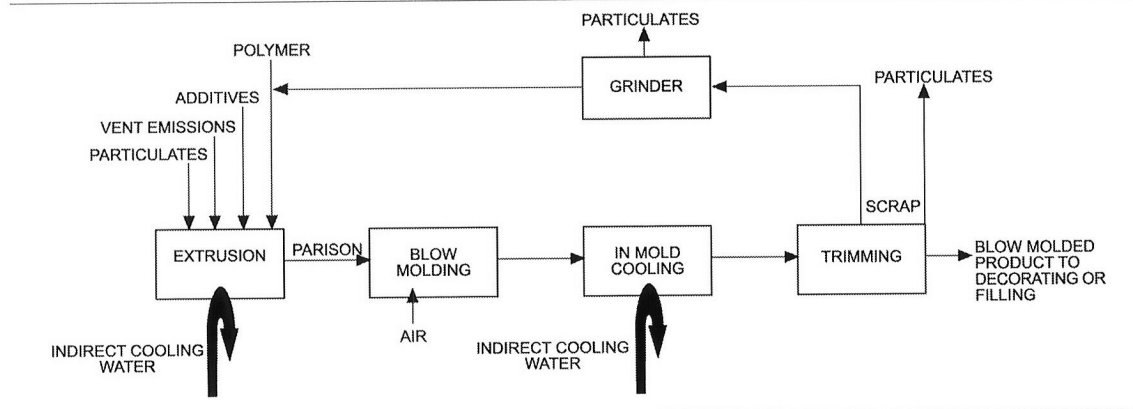 PARTICULATES
POLYMER
GRINDER
PARTICULATES
ADDITIVES
VENT EMISSIONS
PARTICULATES
SCRAP
EXTRUSION
PARISON
BLOW
MOLDING
IN MOLD
COOLING
TRIMMING
BLOW MOLDED
PRODUCT TO
DECORATING OR
FILLING
AIR
INDIRECT COOLING
WATER
INDIRECT COOLING
WATER